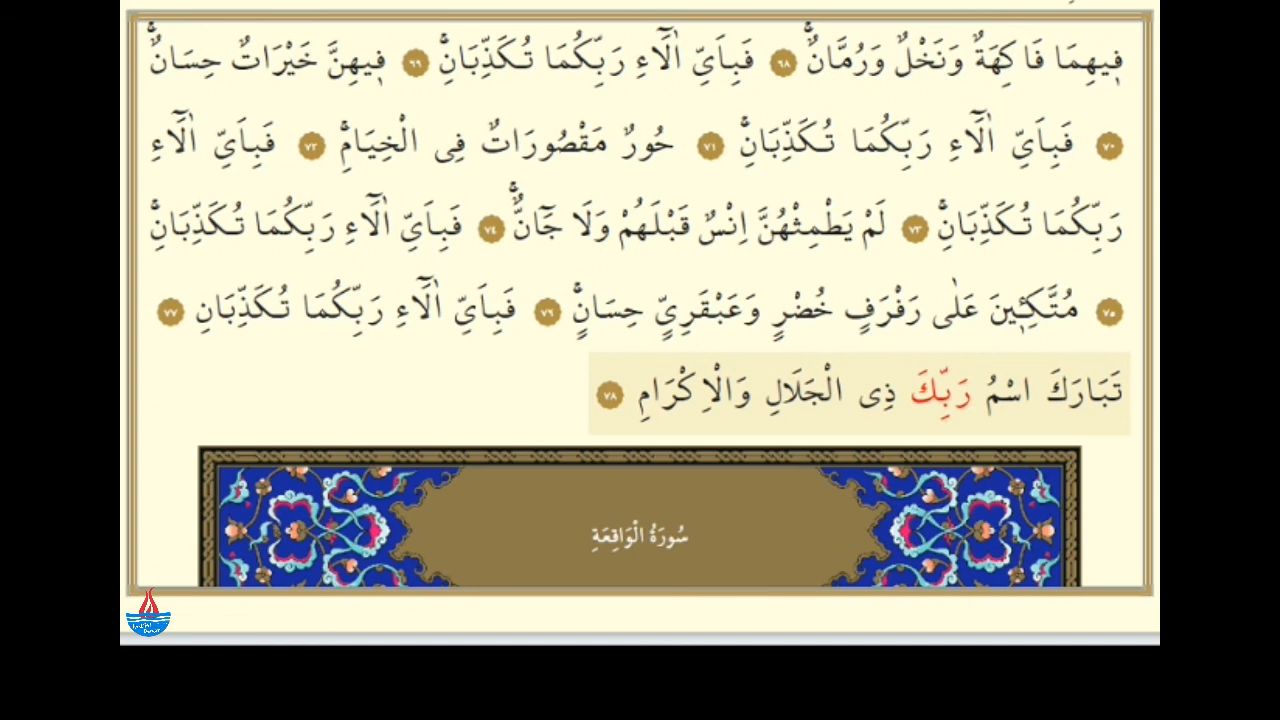 فٖيهِمَا فَاكِهَةٌ وَنَخْلٌ وَرُمَّانٌۚ ٦٨ فَبِاَيِّ اٰلَٓاءِ رَبِّكُمَا تُكَذِّبَانِۚ ٦٩ فٖيهِنَّ خَيْرَاتٌ حِسَانٌۚ
٧٠ فَبِاَيِّ اٰلَٓاءِ رَبِّكُمَا تُكَذِّبَانِۚ ٧١ حُورٌ مَقْصُورَاتٌ فِى الْخِيَامِۚ ٧٢ فَبِاَيِّ اٰلَٓاءِ
رَبِّكُمَا تُكَذِّبَانِۚ ٧٣ لَمْ يَطْمِثْهُنَّ اِنْسٌ قَبْلَهُمْ وَلَا جَٓانٌّۚ ٧٤ فَبِاَيِّ اٰلَٓاءِ رَبِّكُمَا تُكَذِّبَانِۚ
٧٥ مُتَّكِـٖٔينَ عَلٰى رَفْرَفٍ خُضْرٍ وَعَبْقَرِيٍّ حِسَانٍۚ ٧٦ فَبِاَيِّ اٰلَٓاءِ رَبِّكُمَا تُكَذِّبَانِ ٧٧
تَبَارَكَ اسْمُ رَبِّكَ ذِى الْجَلَالِ وَالْاِكْرَامِ ٧٨
سُورَةُ الْوَاقِعَةِ